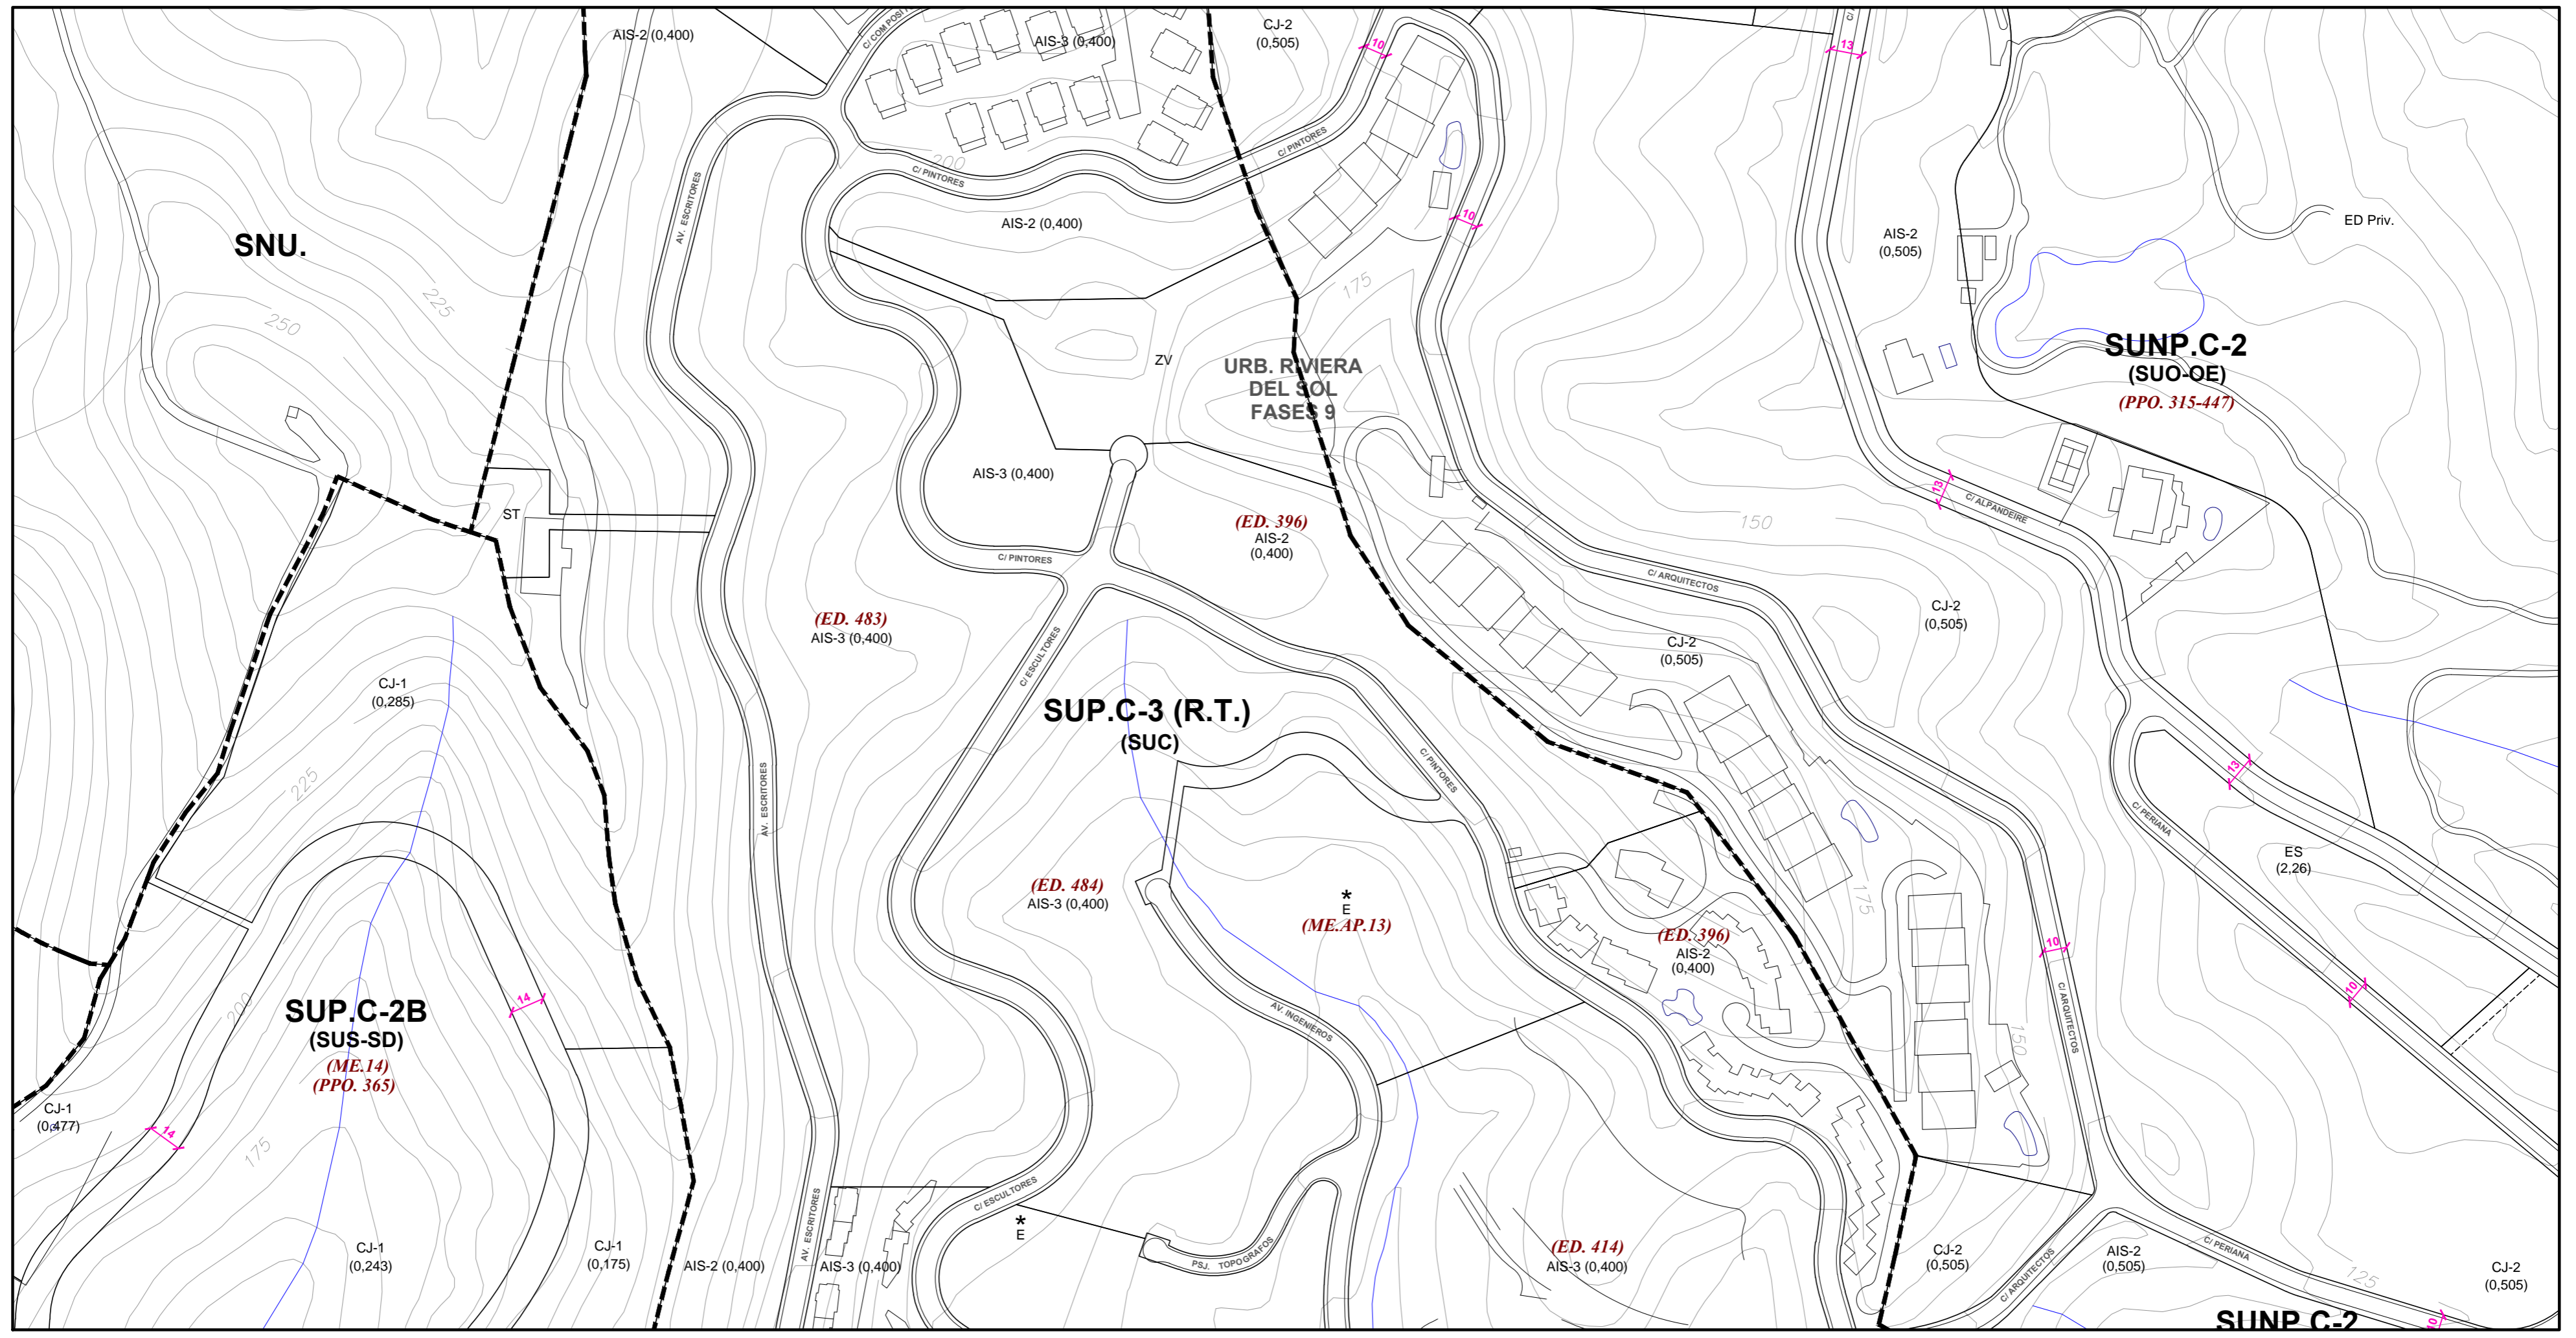 AIS-2 (0,400)
AIS-3 (0,400)
CJ-2
(0,505)
10
13
C/ PINTORES
200
C/ PINTORES
AV. ESCRITORES
AIS-2 (0,400)
10
ED Priv.
AIS-2
(0,505)
SNU.
225
250
175
ZV
URB. RIVIERA
DEL SOL
FASES 9
SUNP.C-2
(SUO-OE)
(PPO. 315-447)
AIS-3 (0,400)
ST
(ED. 396)
AIS-2
(0,400)
150
13
C/ ALPANDEIRE
C/ PINTORES
C/ ARQUITECTOS
(ED. 483)
AIS-3 (0,400)
C/ ESCULTORES
CJ-2
(0,505)
CJ-2
(0,505)
CJ-1
(0,285)
SUP.C-3 (R.T.)
(SUC)
C/ PINTORES
225
AV. ESCRITORES
13
C/ PERIANA
ES
(2,26)
(ED. 484)
AIS-3 (0,400)
*
E
(ME.AP.13)
175
(ED. 396)
AIS-2
(0,400)
10
10
C/ ARQUITECTOS
AV. INGENIEROS
200
14
SUP.C-2B
(SUS-SD)
(ME.14)
(PPO. 365)
150
CJ-1
(0,477)
14
175
C/ ESCULTORES
*
E
AV. ESCRITORES
PSJ. TOPOGRAFOS
CJ-1
(0,243)
CJ-1
(0,175)
AIS-2 (0,400)
AIS-3 (0,400)
(ED. 414)
AIS-3 (0,400)
CJ-2
(0,505)
C/ ARQUITECTOS
AIS-2
(0,505)
C/ PERIANA
125
CJ-2
(0,505)
SUNP.C-2
10